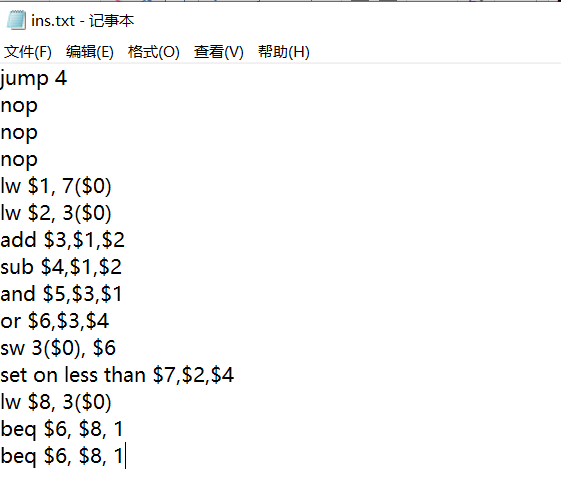 ins.txt - 记事本
文件(F) 编辑(E) 格式(O) 查看(V) 帮助(H)
jump 4
nop
nop
nop
lw $1, 7($0)
lw $2, 3($0)
add $3,$1,$2
sub $4,$1,$2
and $5,$3,$1
or $6,$3,$4
sw 3($0), $6
set on less than $7,$2,$4
lw $8, 3($0)
beq $6, $8, 1
beq $6, $8, 1